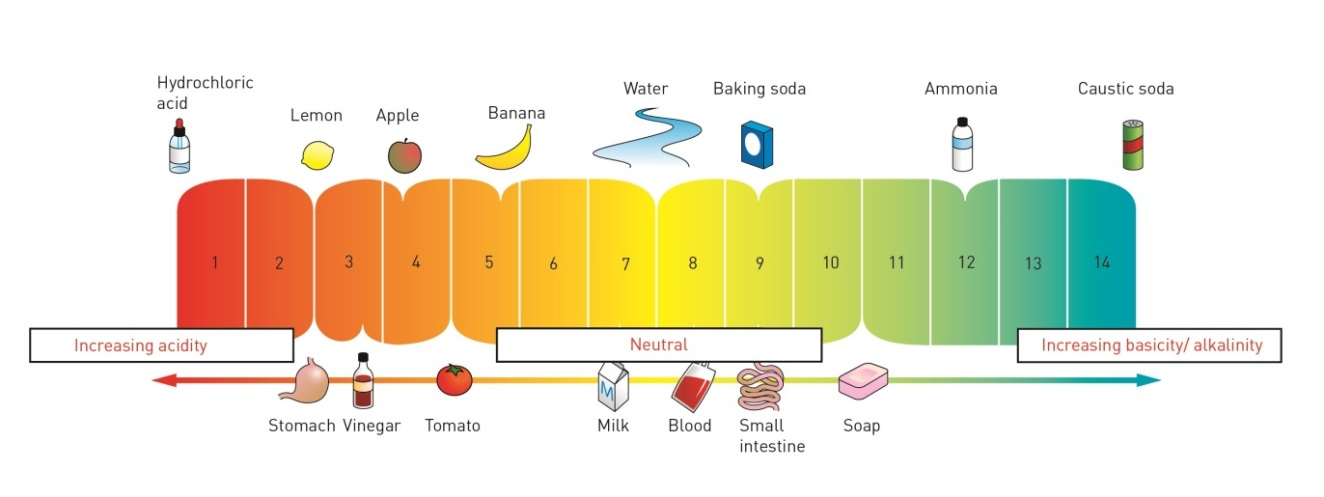 Hydrochloric
acid
Lemon
Apple
Banana
Water
Baking soda
Ammonia
Caustic soda
1 2 3 4 5 6 7 8 9 10 11 12 13 14
Increasing acidity
Neutral
Increasing basicity/ alkalinity
M
Stomach
Vinegar
Tomato
Milk
Blood
Small
intestine
Soap